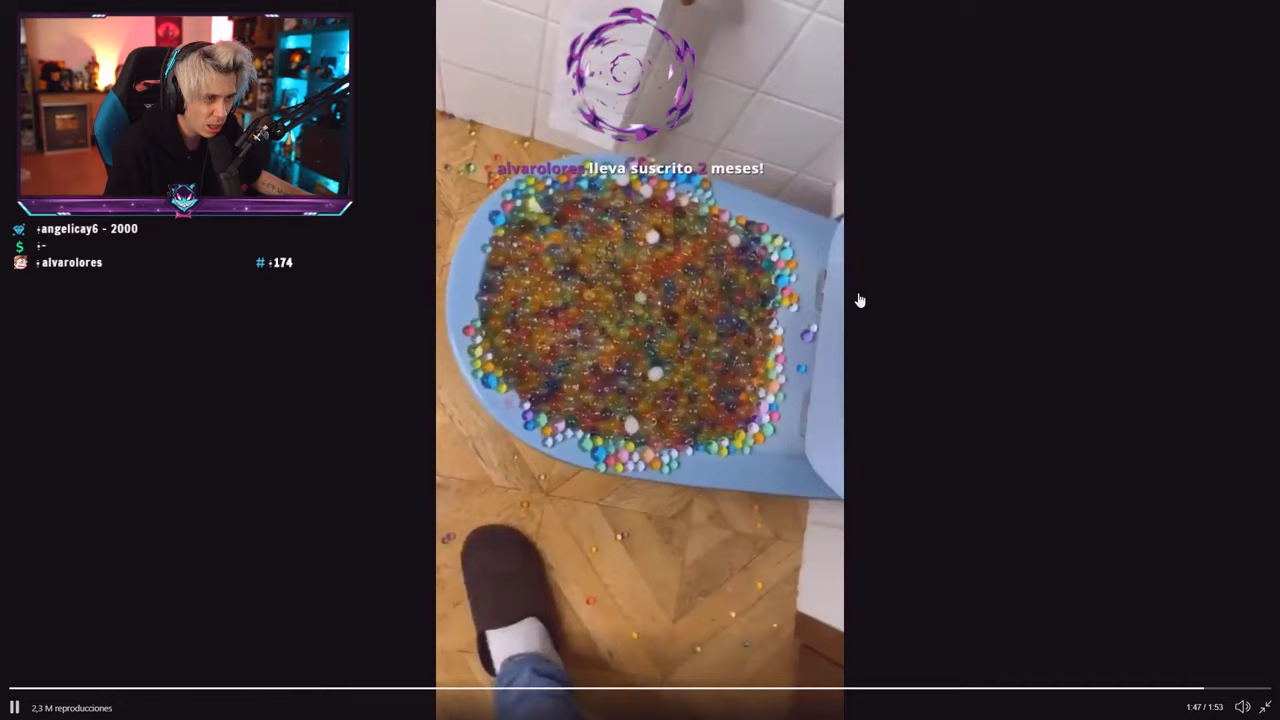 alvarolores lleva suscrito 2 meses!
angelicay6 - 2000
$ -
alvarolores # 174
2,3 M reproducciones
1:47 / 1:53